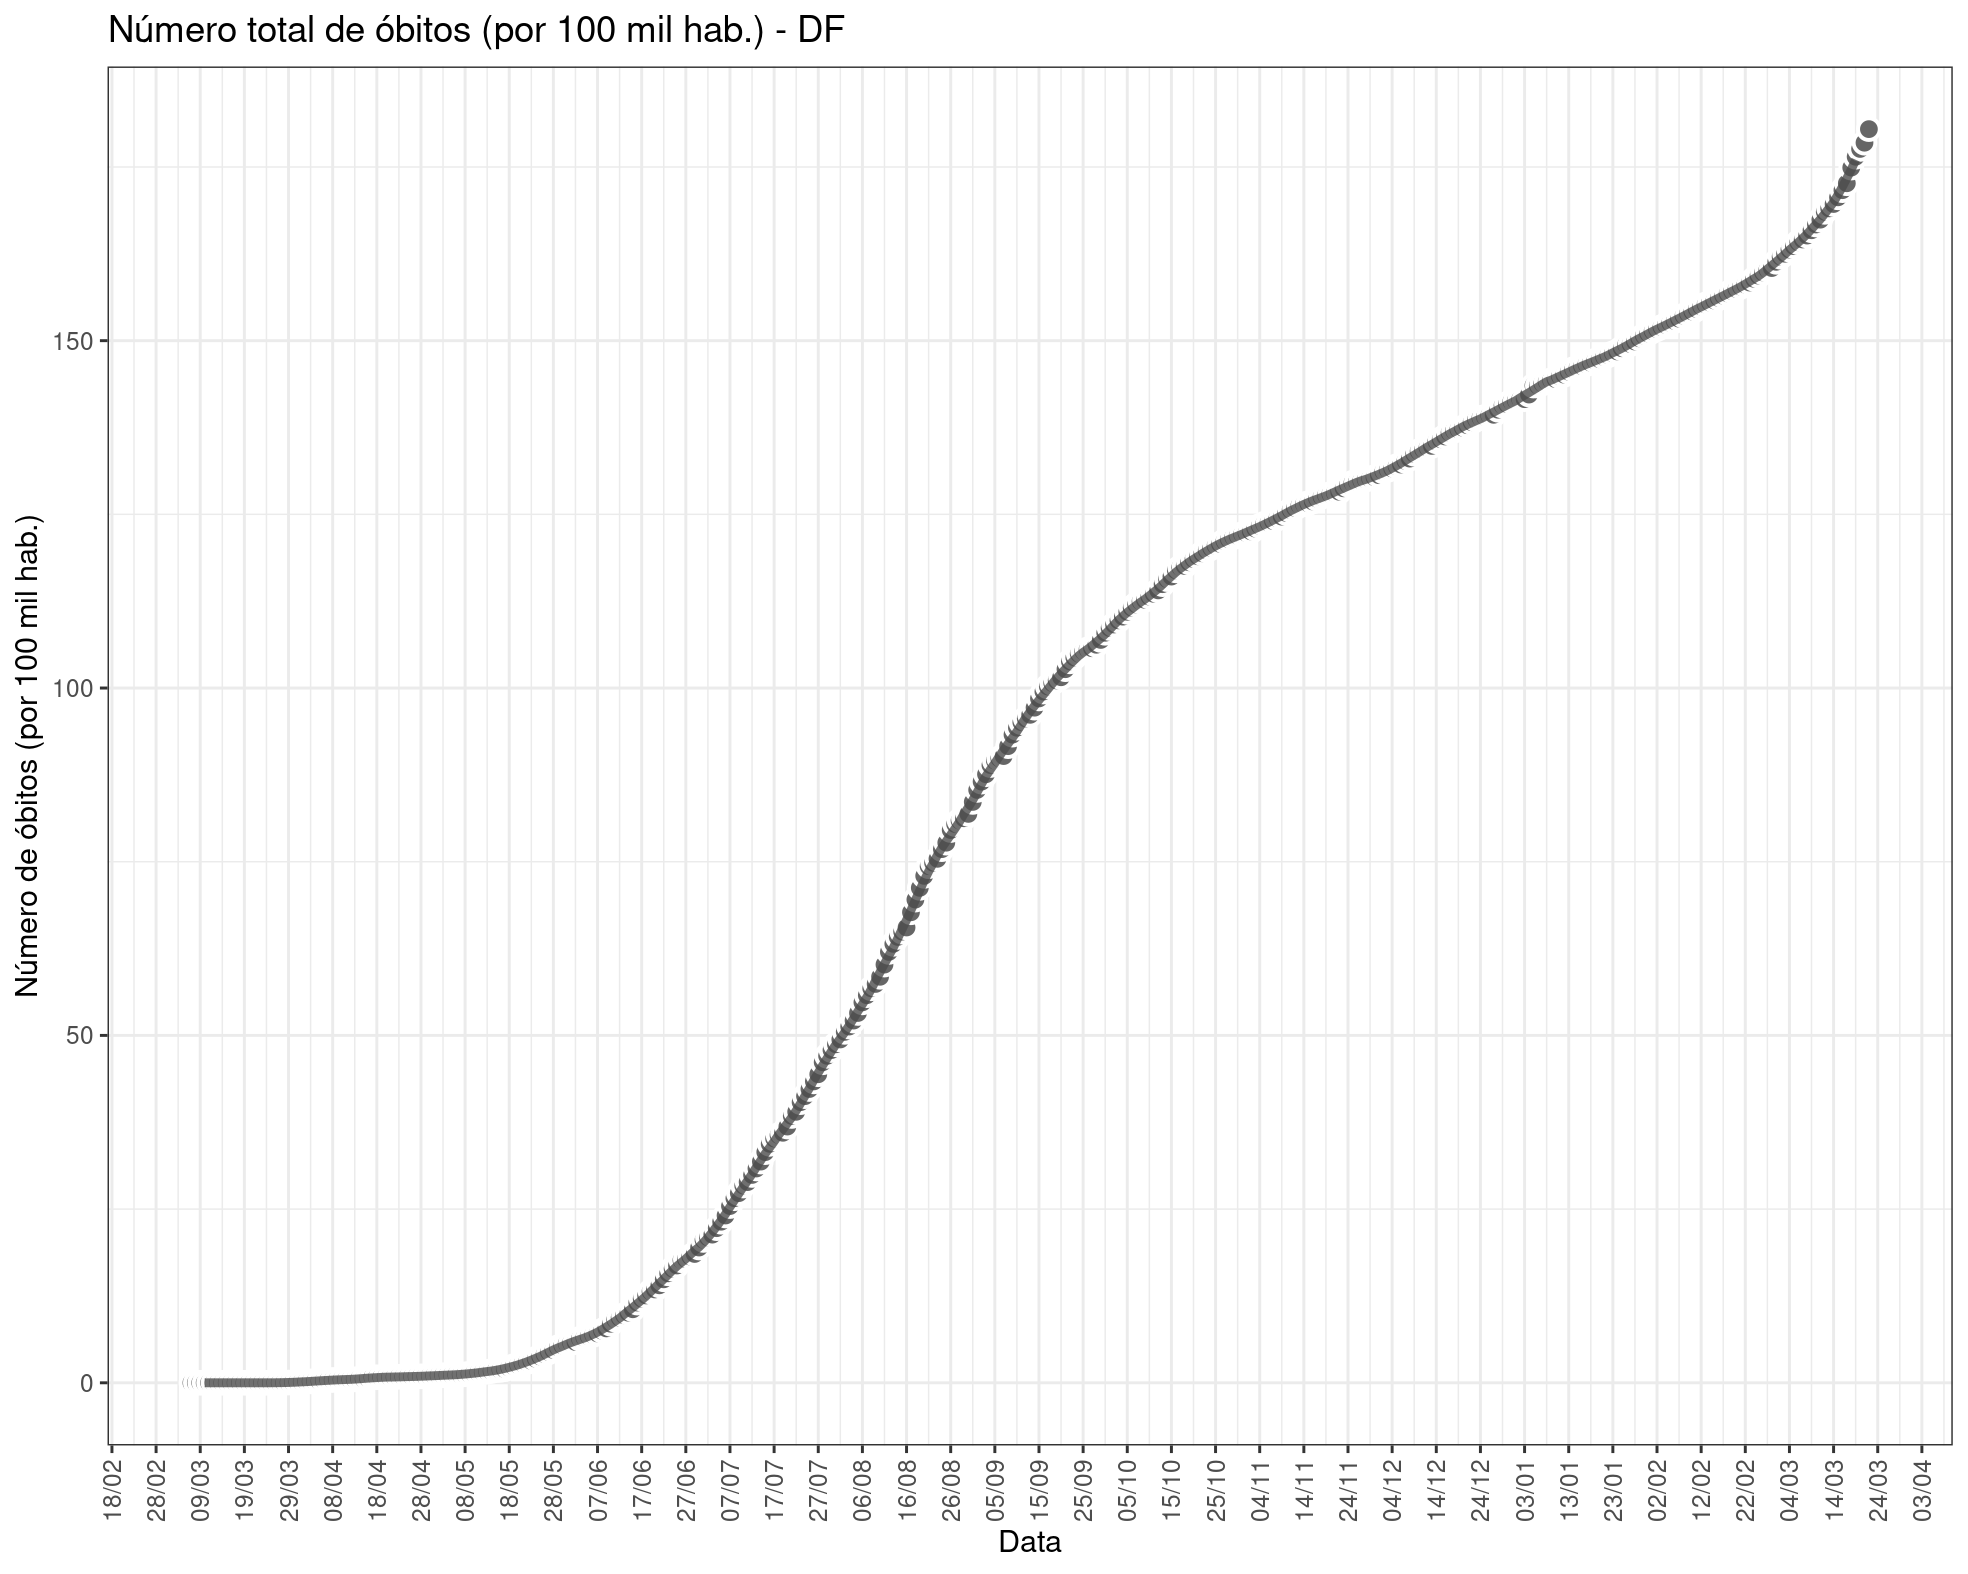 Número total de óbitos (por 100 mil hab.) - DF
Número de óbitos (por 100 mil hab.)
150
100
50
0
18/02 28/02 09/03 19/03 29/03 08/04 18/04 28/04 08/05 18/05 28/05 07/06 17/06 27/06 07/07 17/07 27/07 06/08 16/08 26/08 05/09 15/09 25/09 05/10 15/10 25/10 04/11 14/11 24/11 04/12 14/12 24/12 03/01 13/01 23/01 02/02 12/02 22/02 04/03 14/03 24/03 03/04
Data